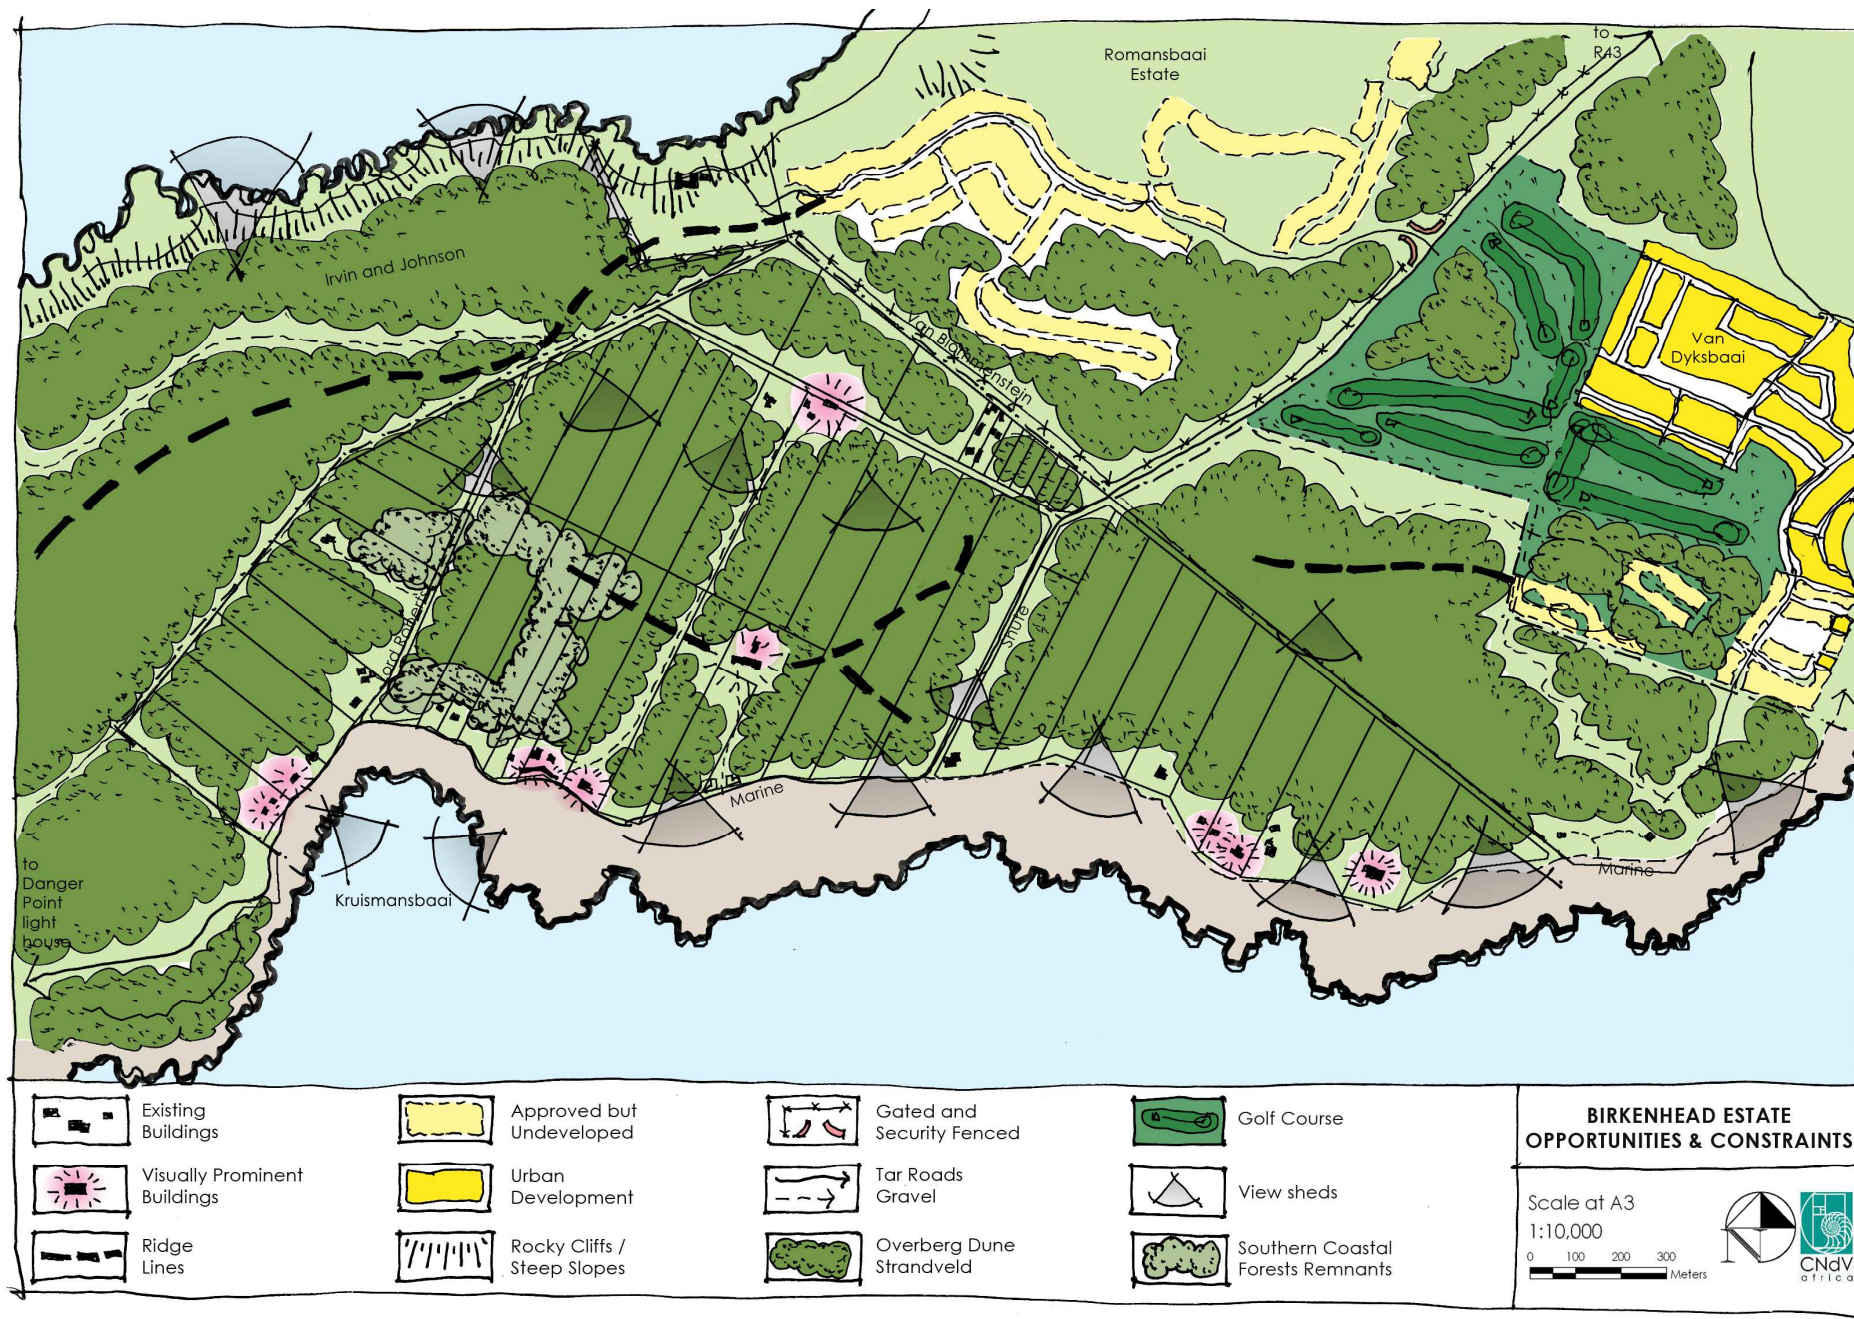 Romansbaai
Estate
to
R43
Irvin and Johnson
Van
Dyksbaai
Lord Roberts
Shute
Marine
Marine
Kruismansbaai
to
Danger
Point
light
house
Existing
Buildings
Visually Prominent
Buildings
Ridge
Lines
Approved but
Undeveloped
Urban
Development
Rocky Cliffs /
Steep Slopes
Gated and
Security Fenced
Tar Roads
Gravel
Overberg Dune
Strandveld
Golf Course
View sheds
Southern Coastal
Forests Remnants
BIRKENHEAD ESTATE
OPPORTUNITIES & CONSTRAINTS
Scale at A3
1:10,000
0 100 200 300
Meters
CNdV
africa